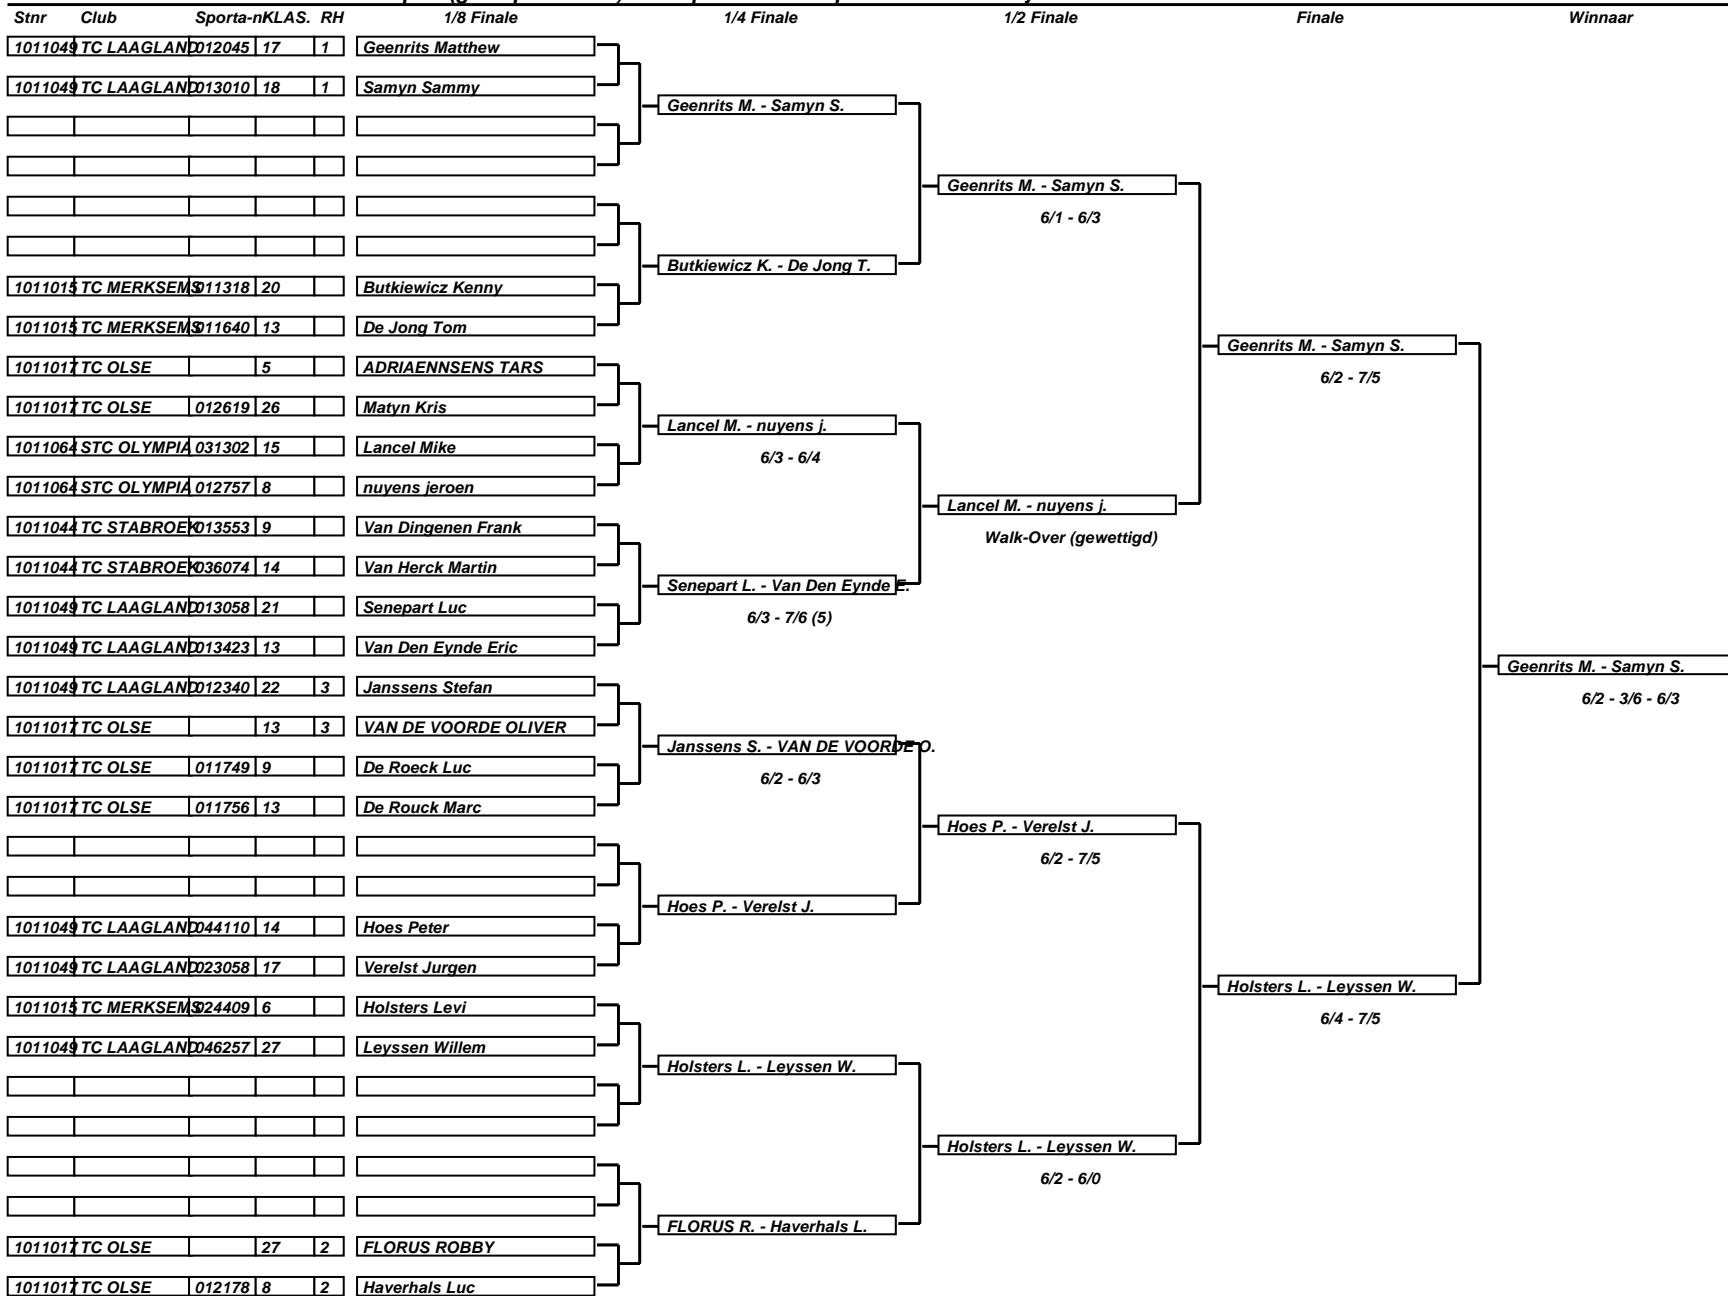 Stnr Club Sporta-nKLAS. RH 1/8 Finale 1/4 Finale 1/2 Finale Finale Winnaar
1011049 TC LAAGLAND 012045 17 1 Geenrits Matthew
1011049 TC LAAGLAND 013010 18 1 Samyn Sammy
Geenrits M. - Samyn S.
Geenrits M. - Samyn S.
6/1 - 6/3
Butkiewicz K. - De Jong T.
1011015 TC MERKSEMS 011318 20 Butkiewicz Kenny
1011015 TC MERKSEMS 011640 13 De Jong Tom
Geenrits M. - Samyn S.
1011017 TC OLSE 5 ADRIAENNSENS TARS
6/2 - 7/5
1011017 TC OLSE 012619 26 Matyn Kris
Lancel M. - nuyens j.
1011064 STC OLYMPIA 031302 15 Lancel Mike
6/3 - 6/4
1011064 STC OLYMPIA 012757 8 nuyens jeroen
Lancel M. - nuyens j.
1011044 TC STABROEK 013553 9 Van Dingenen Frank
Walk-Over (gewettigd)
1011044 TC STABROEK 036074 14 Van Herck Martin
Senepart L. - Van Den Eynde E.
1011049 TC LAAGLAND 013058 21 Senepart Luc
6/3 - 7/6 (5)
1011049 TC LAAGLAND 013423 13 Van Den Eynde Eric
Geenrits M. - Samyn S.
1011049 TC LAAGLAND 012340 22 3 Janssens Stefan
6/2 - 3/6 - 6/3
1011017 TC OLSE 13 3 VAN DE VOORDE OLIVER
Janssens S. - VAN DE VOORDE O.
1011017 TC OLSE 011749 9 De Roeck Luc
6/2 - 6/3
1011017 TC OLSE 011756 13 De Rouck Marc
Hoes P. - Verelst J.
6/2 - 7/5
Hoes P. - Verelst J.
1011049 TC LAAGLAND 044110 14 Hoes Peter
1011049 TC LAAGLAND 023058 17 Verelst Jurgen
Holsters L. - Leyssen W.
1011015 TC MERKSEMS 024409 6 Holsters Levi
6/4 - 7/5
1011049 TC LAAGLAND 046257 27 Leyssen Willem
Holsters L. - Leyssen W.
Holsters L. - Leyssen W.
6/2 - 6/0
FLORUS R. - Haverhals L.
1011017 TC OLSE 27 2 FLORUS ROBBY
1011017 TC OLSE 012178 8 2 Haverhals Luc